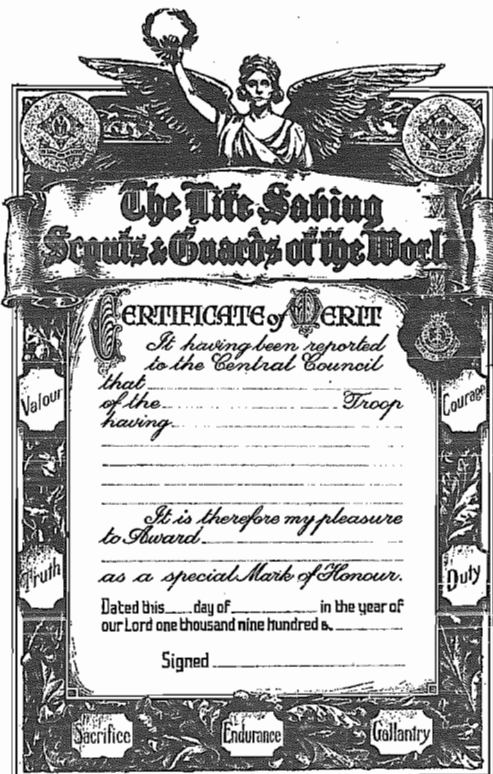 The Life Saving
Scouts & Guards of the Worl
CERTIFICATE of MERIT
It having been reported
to the Central Council
that
of the Troop
having
It is therefore my pleasure
to Award
as a special Mark of Honour.
Dated this day of in the year of
our Lord one thousand nine hundred &
Signed
Valour
Courage
Truth
Duty
Sacrifice
Endurance
Gallantry